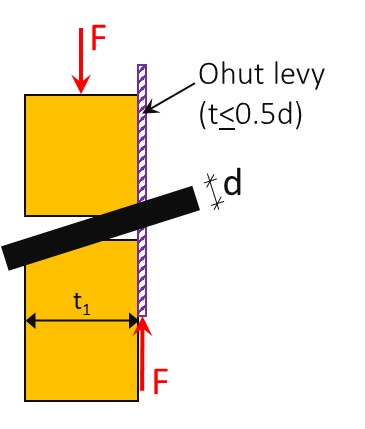 F
Ohut levy
(t≤0.5d)
d
t₁
F